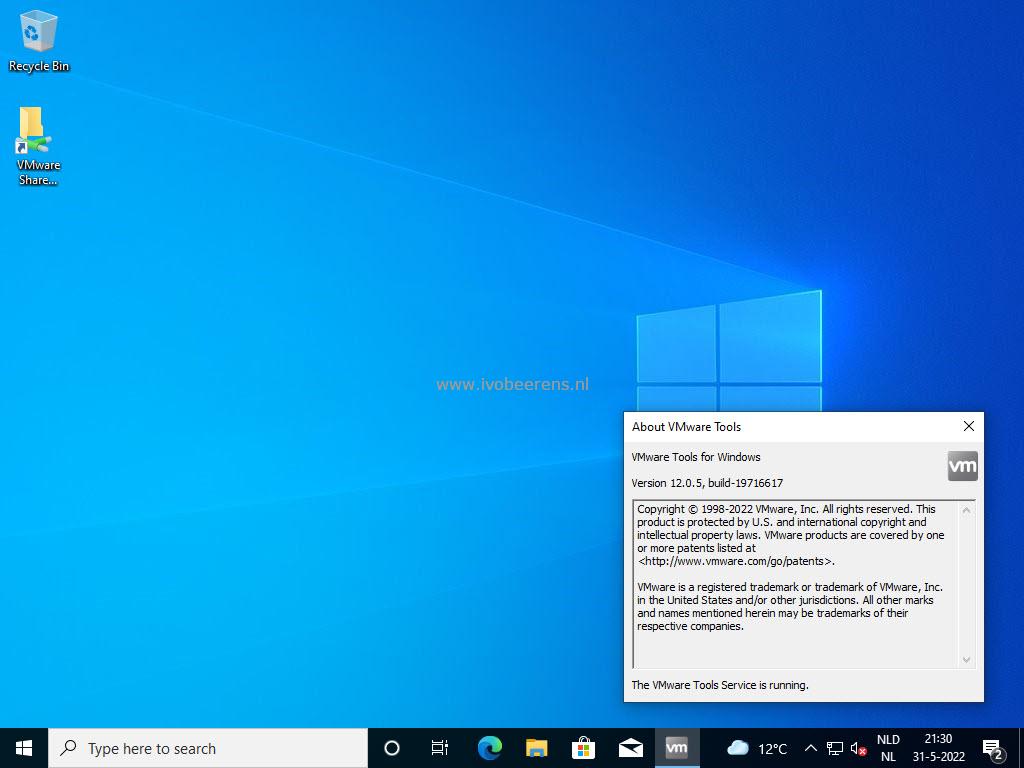 Recycle Bin
VMware
Share...
www.ivobeerens.nl
About VMware Tools
VMware Tools for Windows
vm
Version 12.0.5, build-19716617
Copyright © 1998-2022 VMware, Inc. All rights reserved. This
product is protected by U.S. and international copyright and
intellectual property laws. VMware products are covered by one
or more patents listed at
<http://www.vmware.com/go/patents>.
VMware is a registered trademark or trademark of VMware, Inc.
in the United States and/or other jurisdictions. All other marks
and names mentioned herein may be trademarks of their
respective companies.
The VMware Tools Service is running.
Type here to search
vm
12°C
NLD
NL
21:30
31-5-2022
2